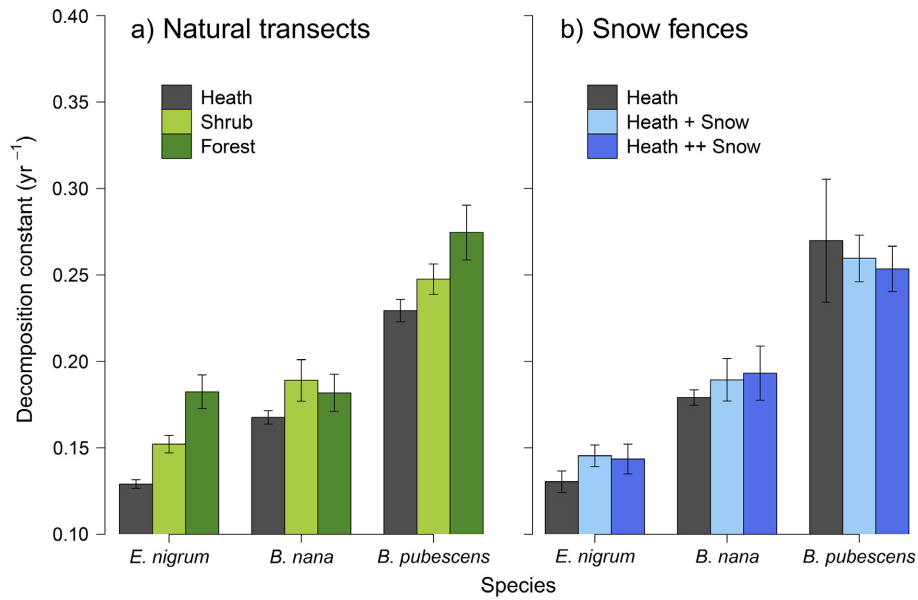 a) Natural transects
Heath
Shrub
Forest
b) Snow fences
Heath
Heath + Snow
Heath ++ Snow
Decomposition constant (yr ⁻¹)
0.40
0.35
0.30
0.25
0.20
0.15
0.10
E. nigrum
B. nana
B. pubescens
E. nigrum
B. nana
B. pubescens
Species